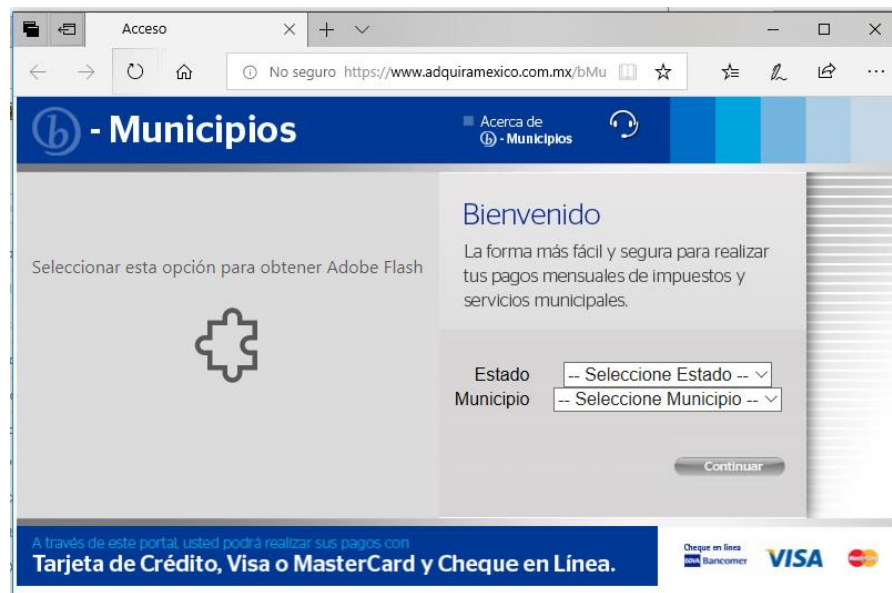 Acceso
No seguro https://www.adquiramexico.com.mx/bMu
b - Municipios
Acerca de
b - Municipios
Seleccionar esta opción para obtener Adobe Flash
Bienvenido
La forma más fácil y segura para realizar
tus pagos mensuales de impuestos y
servicios municipales.
Estado -- Seleccione Estado --
Municipio -- Seleccione Municipio --
Continuar
A través de este portal, usted podrá realizar sus pagos con
Tarjeta de Crédito, Visa o MasterCard y Cheque en Línea.
Cheque en línea
BBVA Bancomer
VISA
MasterCard